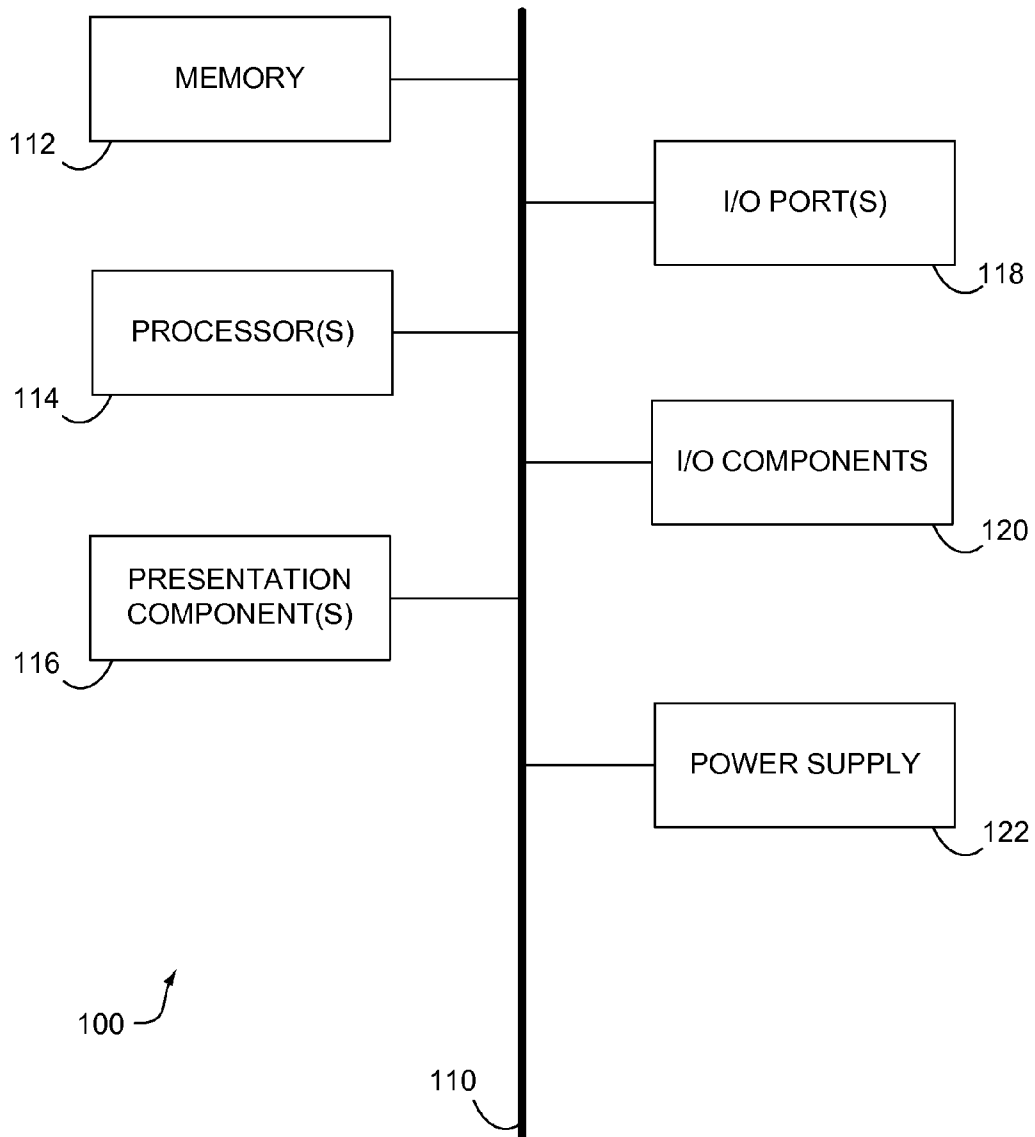 MEMORY
112
I/O PORT(S)
118
PROCESSOR(S)
114
I/O COMPONENTS
120
PRESENTATION
COMPONENT(S)
116
POWER SUPPLY
122
100
110